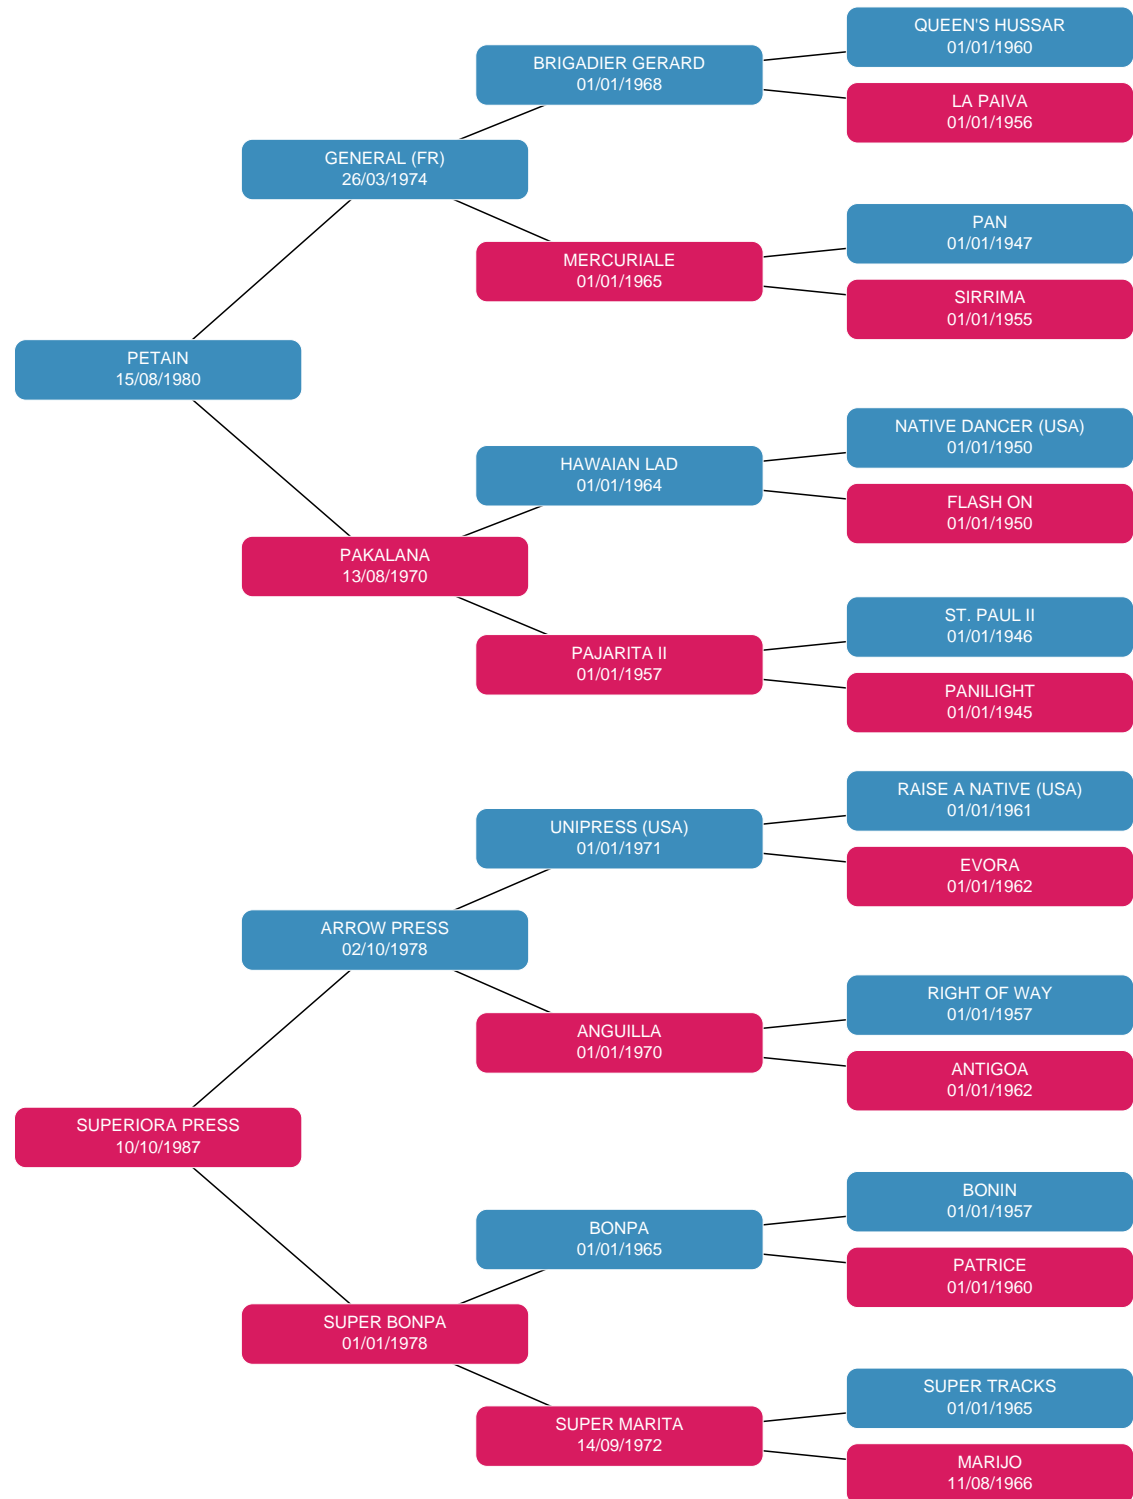 QUEEN'S HUSSAR
01/01/1960
BRIGADIER GERARD
01/01/1968
LA PAIVA
01/01/1956
GENERAL (FR)
26/03/1974
PAN
01/01/1947
MERCURIALE
01/01/1965
SIRRIMA
01/01/1955
PETAIN
15/08/1980
NATIVE DANCER (USA)
01/01/1950
HAWAIAN LAD
01/01/1964
FLASH ON
01/01/1950
PAKALANA
13/08/1970
ST. PAUL II
01/01/1946
PAJARITA II
01/01/1957
PANILIGHT
01/01/1945
RAISE A NATIVE (USA)
01/01/1961
UNIPRESS (USA)
01/01/1971
EVORA
01/01/1962
ARROW PRESS
02/10/1978
RIGHT OF WAY
01/01/1957
ANGUILLA
01/01/1970
ANTIGOA
01/01/1962
SUPERIORA PRESS
10/10/1987
BONIN
01/01/1957
BONPA
01/01/1965
PATRICE
01/01/1960
SUPER BONPA
01/01/1978
SUPER TRACKS
01/01/1965
SUPER MARITA
14/09/1972
MARIJO
11/08/1966